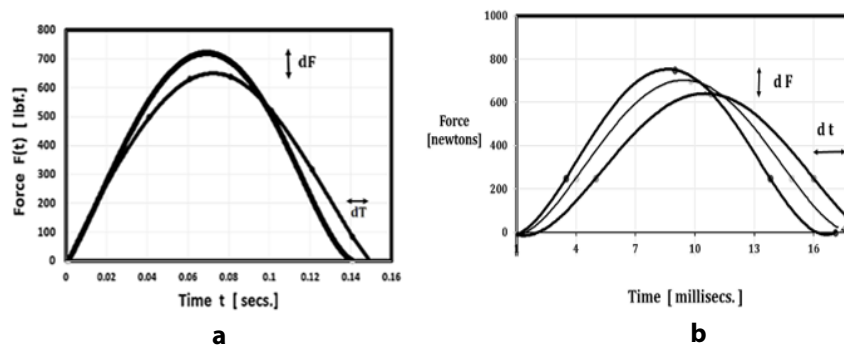 800
700
600
500
400
300
200
100
0
Force F(t) [ lbf.]
dF
dT
0 0.02 0.04 0.06 0.08 0.1 0.12 0.14 0.16
Time t [ secs.]
a
1000
800
600
400
200
0
Force
[newtons]
dF
dt
1 4 7 10 13 16
Time [ millisecs. ]
b